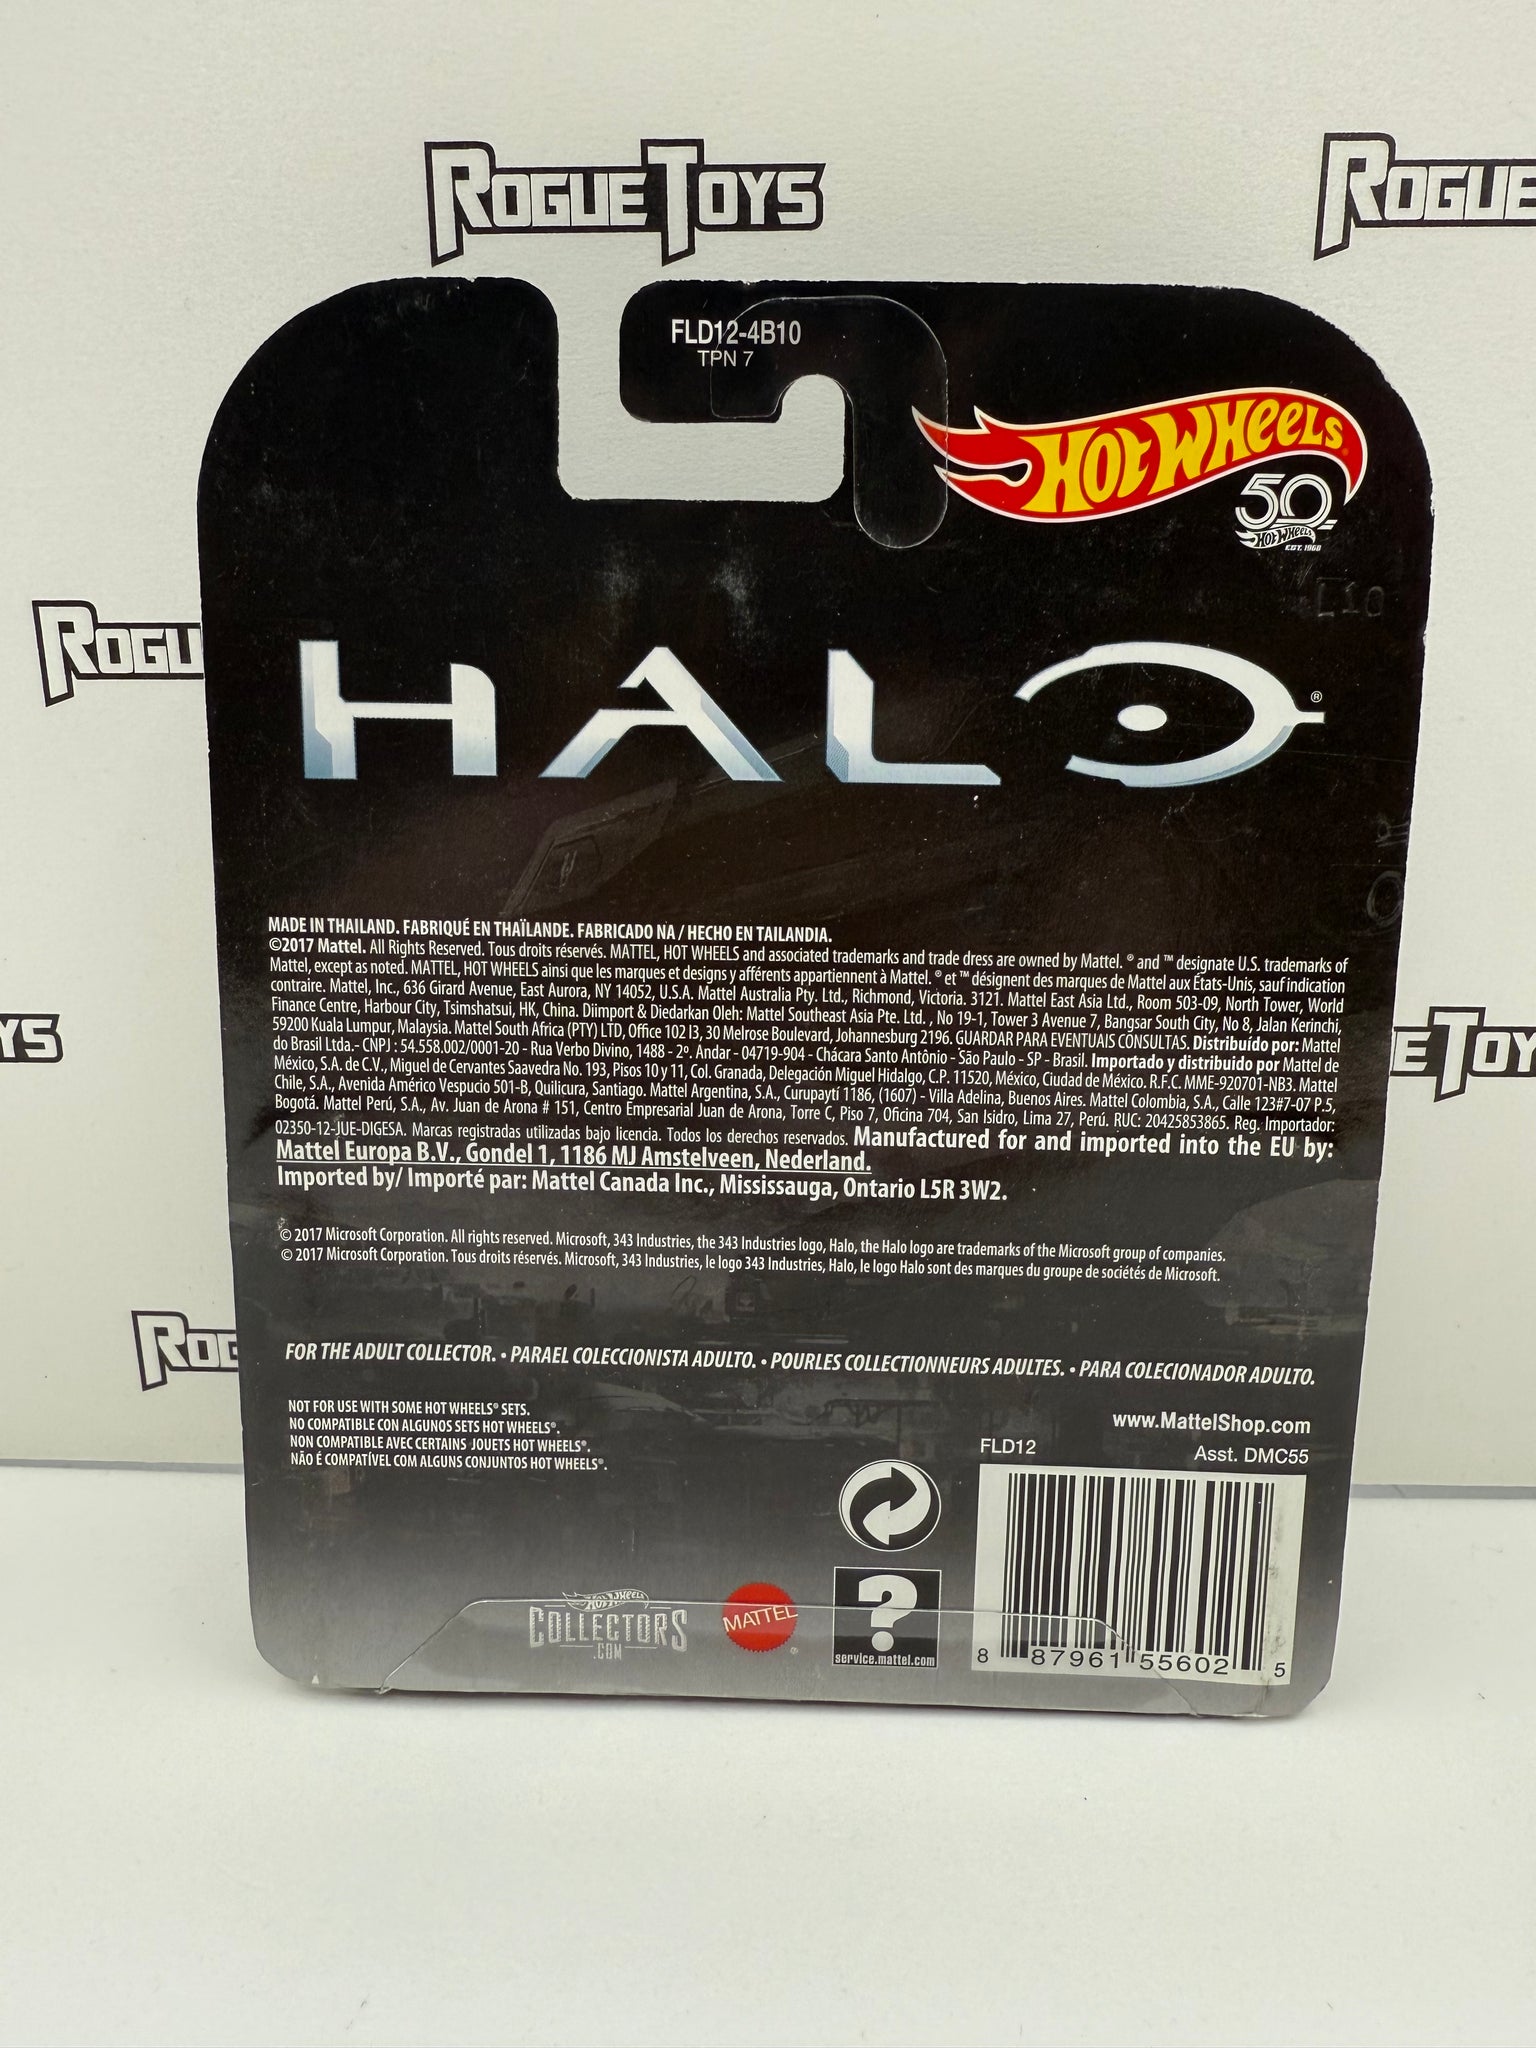 ROGUE TOYS
ROGUE
FLD12-4B10
TPN 7
HOT WHEELS
50
HOT WHEELS
EST. 1968
L10
ROGU
HALO®
MADE IN THAILAND. FABRIQUÉ EN THAÏLANDE. FABRICADO NA / HECHO EN TAILANDIA.
©2017 Mattel. All Rights Reserved. Tous droits réservés. MATTEL, HOT WHEELS and associated trademarks and trade dress are owned by Mattel. ® and ™ designate U.S. trademarks of
Mattel, except as noted. MATTEL, HOT WHEELS ainsi que les marques et designs y afférents appartiennent à Mattel. ® et ™ désignent des marques de Mattel aux États-Unis, sauf indication
contraire. Mattel, Inc., 636 Girard Avenue, East Aurora, NY 14052, U.S.A. Mattel Australia Pty. Ltd., Richmond, Victoria. 3121. Mattel East Asia Ltd., Room 503-09, North Tower, World
Finance Centre, Harbour City, Tsimshatsui, HK, China. Diimport & Diedarkan Oleh: Mattel Southeast Asia Pte. Ltd. , No 19-1, Tower 3 Avenue 7, Bangsar South City, No 8, Jalan Kerinchi,
59200 Kuala Lumpur, Malaysia. Mattel South Africa (PTY) LTD, Office 102 I3, 30 Melrose Boulevard, Johannesburg 2196. GUARDAR PARA EVENTUAIS CONSULTAS. Distribuído por: Mattel
do Brasil Ltda.- CNPJ : 54.558.002/0001-20 - Rua Verbo Divino, 1488 - 2º. Andar - 04719-904 - Chácara Santo Antônio - São Paulo - SP - Brasil. Importado y distribuido por Mattel de
México, S.A. de C.V., Miguel de Cervantes Saavedra No. 193, Pisos 10 y 11, Col. Granada, Delegación Miguel Hidalgo, C.P. 11520, México, Ciudad de México. R.F.C. MME-920701-NB3. Mattel
Chile, S.A., Avenida Américo Vespucio 501-B, Quilicura, Santiago. Mattel Argentina, S.A., Curupaytí 1186, (1607) - Villa Adelina, Buenos Aires. Mattel Colombia, S.A., Calle 123#7-07 P.5,
Bogotá. Mattel Perú, S.A., Av. Juan de Arona # 151, Centro Empresarial Juan de Arona, Torre C, Piso 7, Oficina 704, San Isidro, Lima 27, Perú. RUC: 20425853865. Reg. Importador:
02350-12-JUE-DIGESA. Marcas registradas utilizadas bajo licencia. Todos los derechos reservados. Manufactured for and imported into the EU by:
Mattel Europa B.V., Gondel 1, 1186 MJ Amstelveen, Nederland.
Imported by/ Importé par: Mattel Canada Inc., Mississauga, Ontario L5R 3W2.
YS
E TOY
© 2017 Microsoft Corporation. All rights reserved. Microsoft, 343 Industries, the 343 Industries logo, Halo, the Halo logo are trademarks of the Microsoft group of companies.
© 2017 Microsoft Corporation. Tous droits réservés. Microsoft, 343 Industries, le logo 343 Industries, Halo, le logo Halo sont des marques du groupe de sociétés de Microsoft.
ROG
FOR THE ADULT COLLECTOR. • PARAEL COLECCIONISTA ADULTO. • POURLES COLLECTIONNEURS ADULTES. • PARA COLECIONADOR ADULTO.
NOT FOR USE WITH SOME HOT WHEELS® SETS.
NO COMPATIBLE CON ALGUNOS SETS HOT WHEELS®.
NON COMPATIBLE AVEC CERTAINS JOUETS HOT WHEELS®.
NÃO É COMPATÍVEL COM ALGUNS CONJUNTOS HOT WHEELS®.
www.MattelShop.com
FLD12 Asst. DMC55
HOT WHEELS
COLLECTORS
.COM
MATTEL®
?
service.mattel.com
8 87961 55602 5